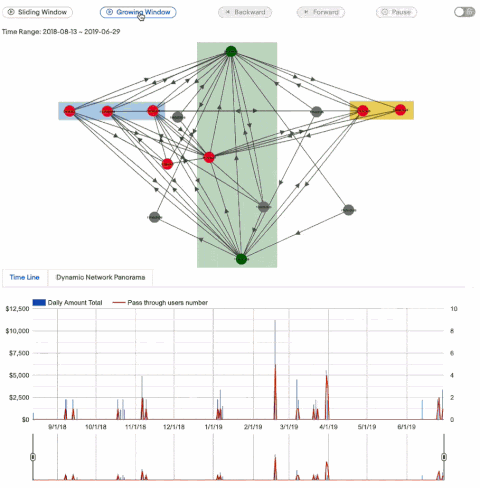 Sliding Window
Growing Window
Backward
Forward
Pause
Time Range: 2018-08-13 ~ 2019-06-29
Time Line
Dynamic Network Panorama
Daily Amount Total
Pass through users number
$12,500 10
$10,000 8
$7,500 6
$5,000 4
$2,500 2
$0 0
9/1/18 10/1/18 11/1/18 12/1/18 1/1/19 2/1/19 3/1/19 4/1/19 5/1/19 6/1/19